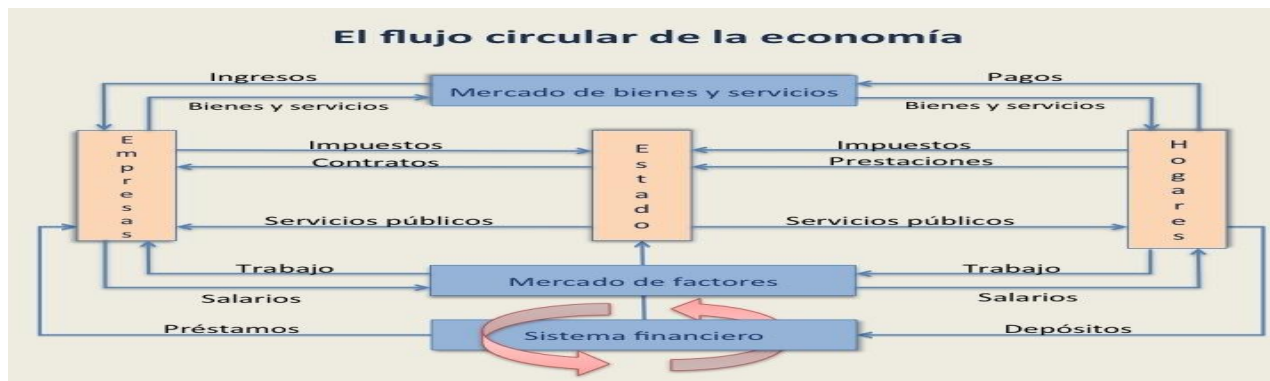 El flujo circular de la economía
Ingresos
Pagos
Mercado de bienes y servicios
Bienes y servicios
Bienes y servicios
Empresas
Estado
Hogares
Impuestos
Impuestos
Contratos
Prestaciones
Servicios públicos
Servicios públicos
Trabajo
Trabajo
Mercado de factores
Salarios
Salarios
Préstamos
Sistema financiero
Depósitos